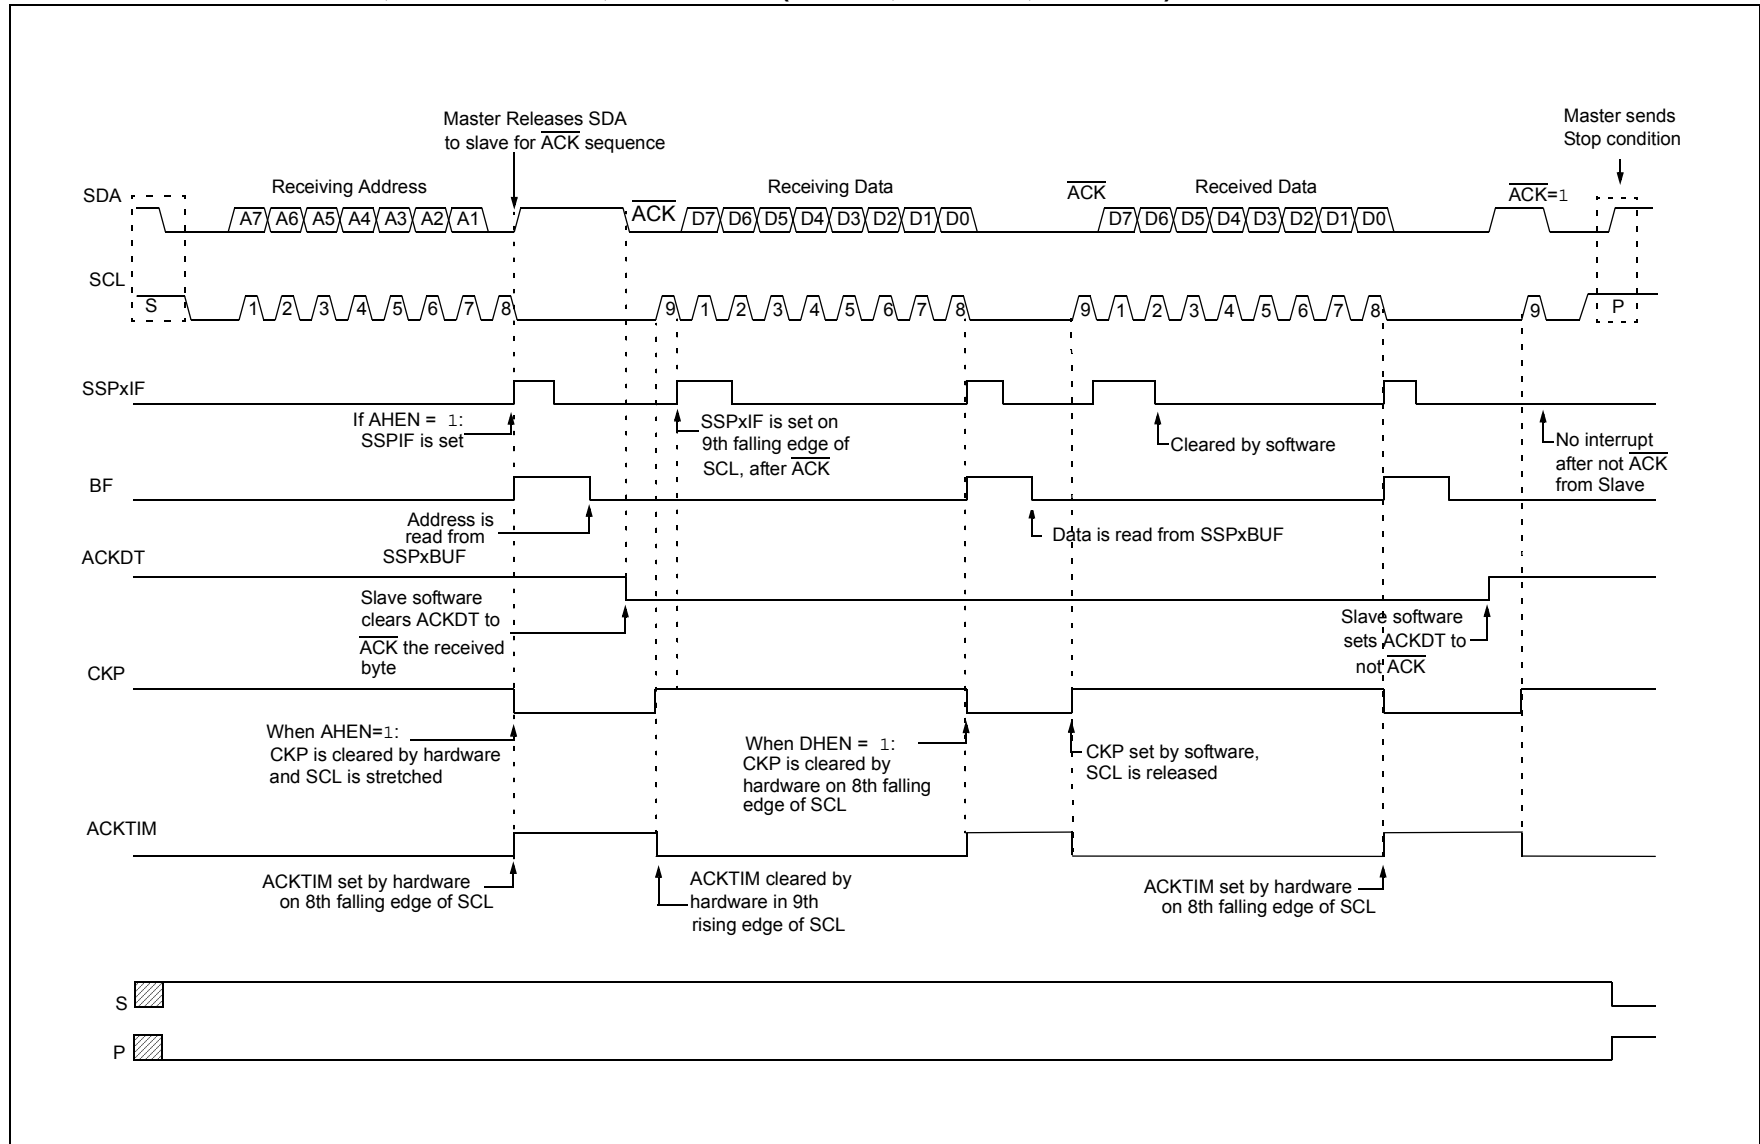 Master Releases SDA
to slave for ACK sequence
Master sends
Stop condition
SDA
Receiving Address
A7 A6 A5 A4 A3 A2 A1
ACK
Receiving Data
D7 D6 D5 D4 D3 D2 D1 D0
ACK
Received Data
D7 D6 D5 D4 D3 D2 D1 D0
ACK=1
SCL
S
1 2 3 4 5 6 7 8
9 1 2 3 4 5 6 7 8
9 1 2 3 4 5 6 7 8
9
P
SSPxIF
If AHEN = 1:
SSPIF is set
SSPxIF is set on
9th falling edge of
SCL, after ACK
Cleared by software
No interrupt
after not ACK
from Slave
BF
Address is
read from
SSPxBUF
Data is read from SSPxBUF
ACKDT
Slave software
clears ACKDT to
ACK the received
byte
Slave software
sets ACKDT to
not ACK
CKP
When AHEN=1:
CKP is cleared by hardware
and SCL is stretched
When DHEN = 1:
CKP is cleared by
hardware on 8th falling
edge of SCL
CKP set by software,
SCL is released
ACKTIM
ACKTIM set by hardware
on 8th falling edge of SCL
ACKTIM cleared by
hardware in 9th
rising edge of SCL
ACKTIM set by hardware
on 8th falling edge of SCL
S
P